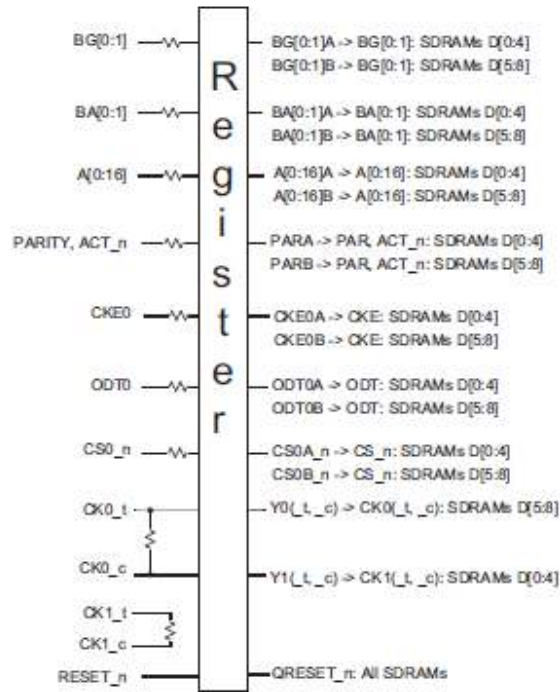 BG[0:1]
BG[0:1]A -> BG[0:1]: SDRAMs D[0:4]
BG[0:1]B -> BG[0:1]: SDRAMs D[5:8]
BA[0:1]
BA[0:1]A -> BA[0:1]: SDRAMs D[0:4]
BA[0:1]B -> BA[0:1]: SDRAMs D[5:8]
A[0:16]
A[0:16]A -> A[0:16]: SDRAMs D[0:4]
A[0:16]B -> A[0:16]: SDRAMs D[5:8]
PARITY, ACT_n
PARA -> PAR, ACT_n: SDRAMs D[0:4]
PARB -> PAR, ACT_n: SDRAMs D[5:8]
CKE0
CKE0A -> CKE: SDRAMs D[0:4]
CKE0B -> CKE: SDRAMs D[5:8]
ODT0
ODT0A -> ODT: SDRAMs D[0:4]
ODT0B -> ODT: SDRAMs D[5:8]
CS0_n
CS0A_n -> CS_n: SDRAMs D[0:4]
CS0B_n -> CS_n: SDRAMs D[5:8]
CK0_t
Y0(_t, _c) -> CK0(_t, _c): SDRAMs D[5:8]
CK0_c
Y1(_t, _c) -> CK1(_t, _c): SDRAMs D[0:4]
CK1_t
CK1_c
RESET_n
QRESET_n: All SDRAMs
Register